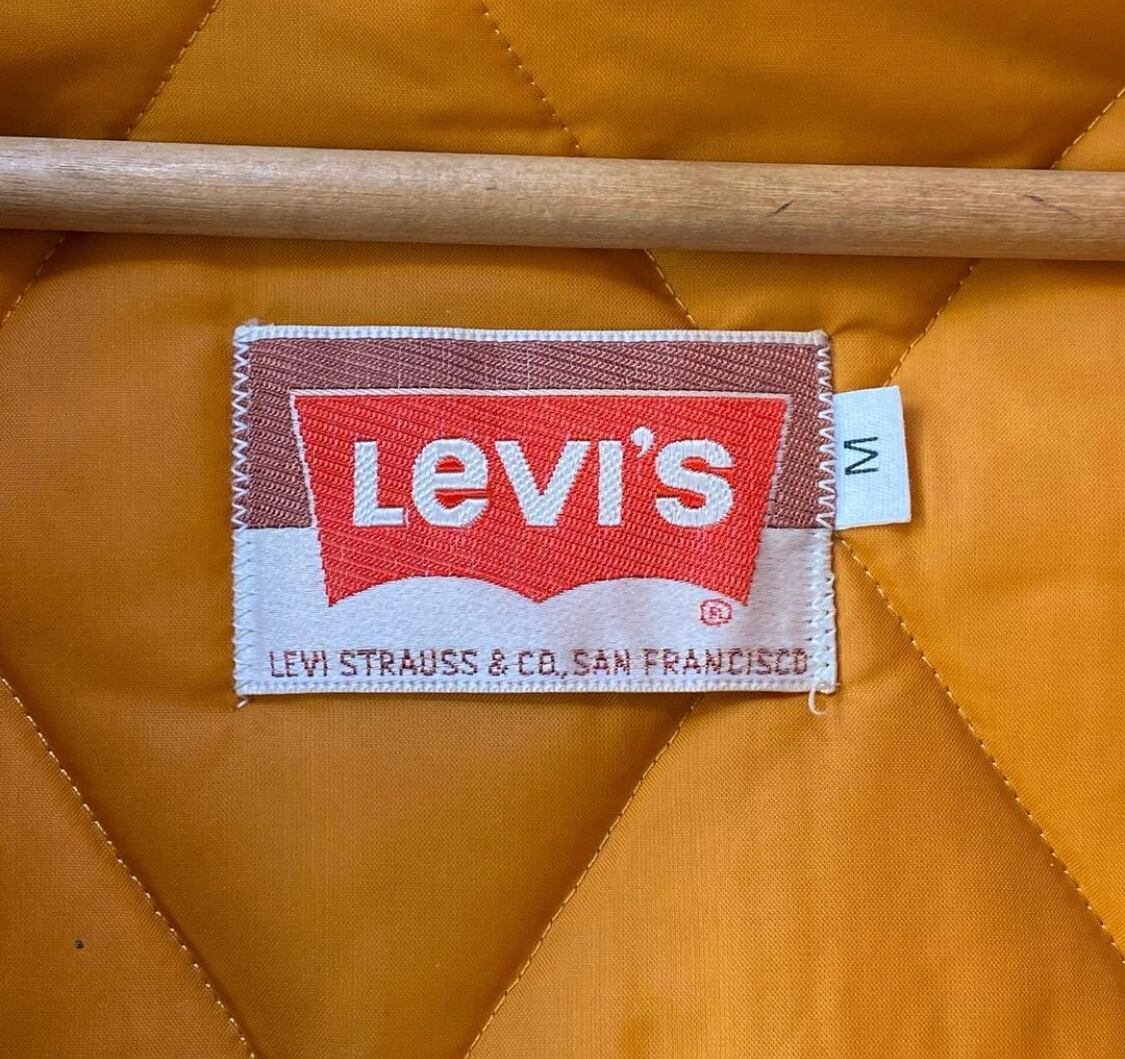 LEVI'S
M
®
LEVI STRAUSS & CO., SAN FRANCISCO